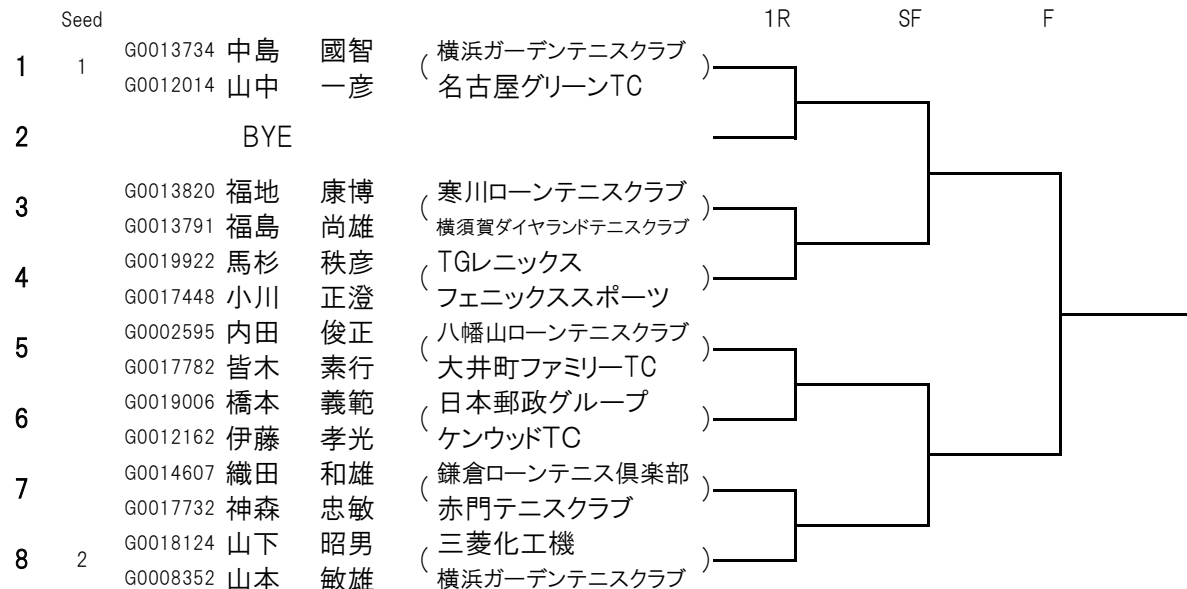 Seed 1R SF F
G0013734 中島 國智 ( 横浜ガーデンテニスクラブ )
1 1
G0012014 山中 一彦 名古屋グリーンTC
2 BYE
G0013820 福地 康博 ( 寒川ローンテニスクラブ )
3
G0013791 福島 尚雄 横須賀ダイヤランドテニスクラブ
G0019922 馬杉 秩彦 ( TGレニックス )
4
G0017448 小川 正澄 フェニックススポーツ
G0002595 内田 俊正 ( 八幡山ローンテニスクラブ )
5
G0017782 皆木 素行 大井町ファミリーTC
G0019006 橋本 義範 ( 日本郵政グループ )
6
G0012162 伊藤 孝光 ケンウッドTC
G0014607 織田 和雄 ( 鎌倉ローンテニス倶楽部 )
7
G0017732 神森 忠敏 赤門テニスクラブ
G0018124 山下 昭男 ( 三菱化工機 )
8 2
G0008352 山本 敏雄 横浜ガーデンテニスクラブ